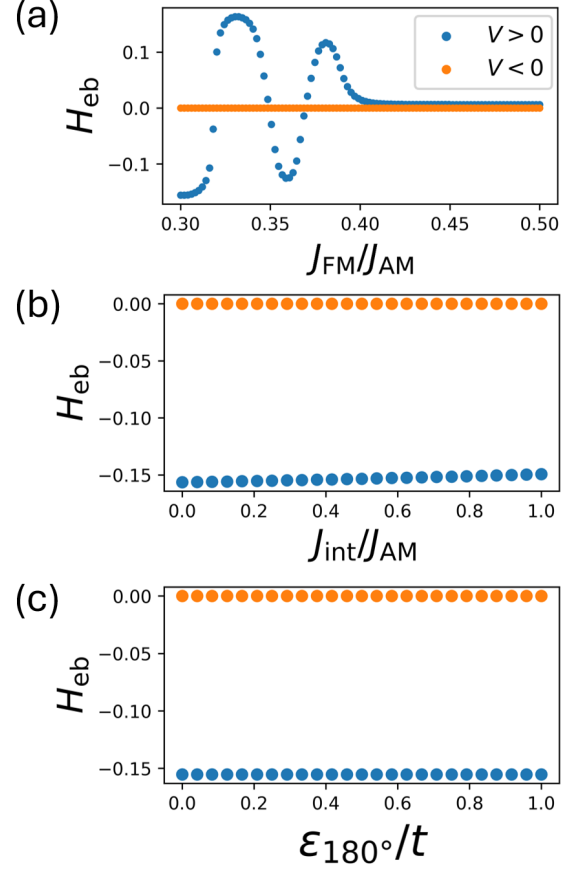 (a)
0.1
0.0
−0.1
H_eb
V > 0
V < 0
0.30 0.35 0.40 0.45 0.50
J_FM/J_AM
(b)
0.00
−0.05
−0.10
−0.15
H_eb
0.0 0.2 0.4 0.6 0.8 1.0
J_int/J_AM
(c)
0.00
−0.05
−0.10
−0.15
H_eb
0.0 0.2 0.4 0.6 0.8 1.0
ε_180°/t